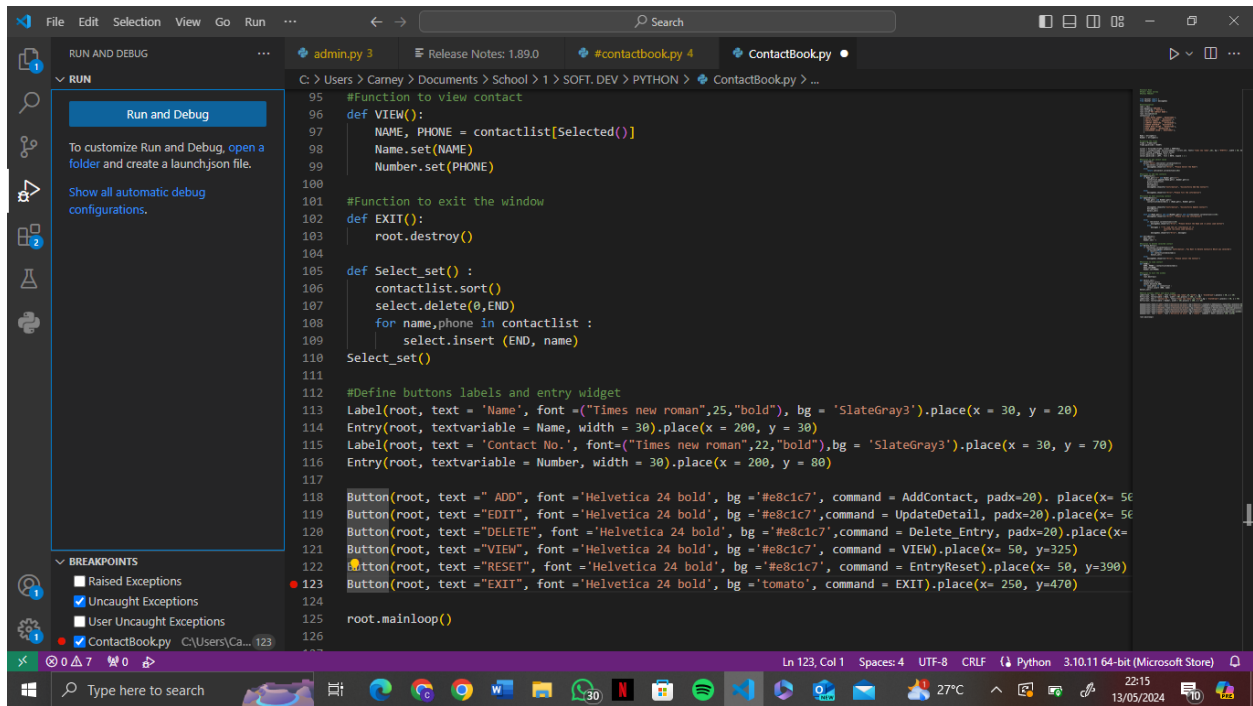 File Edit Selection View Go Run ··· ← → Search
RUN AND DEBUG ··· admin.py 3 Release Notes: 1.89.0 #contactbook.py 4 ContactBook.py ●
RUN
C: > Users > Carney > Documents > School > 1 > SOFT. DEV > PYTHON > ContactBook.py > ...
Run and Debug
To customize Run and Debug, open a
folder and create a launch.json file.
Show all automatic debug
configurations.
95 #Function to view contact
96 def VIEW():
97 NAME, PHONE = contactlist[Selected()]
98 Name.set(NAME)
99 Number.set(PHONE)
100
101 #Function to exit the window
102 def EXIT():
103 root.destroy()
104
105 def Select_set() :
106 contactlist.sort()
107 select.delete(0,END)
108 for name,phone in contactlist :
109 select.insert (END, name)
110 Select_set()
111
112 #Define buttons labels and entry widget
113 Label(root, text = 'Name', font =("Times new roman",25,"bold"), bg = 'SlateGray3').place(x = 30, y = 20)
114 Entry(root, textvariable = Name, width = 30).place(x = 200, y = 30)
115 Label(root, text = 'Contact No.', font=("Times new roman",22,"bold"),bg = 'SlateGray3').place(x = 30, y = 70)
116 Entry(root, textvariable = Number, width = 30).place(x = 200, y = 80)
117
118 Button(root, text =" ADD", font ='Helvetica 24 bold', bg ='#e8c1c7', command = AddContact, padx=20). place(x= 50
119 Button(root, text ="EDIT", font ='Helvetica 24 bold', bg ='#e8c1c7',command = UpdateDetail, padx=20).place(x= 50
120 Button(root, text ="DELETE", font ='Helvetica 24 bold', bg ='#e8c1c7',command = Delete_Entry, padx=20).place(x=
121 Button(root, text ="VIEW", font ='Helvetica 24 bold', bg ='#e8c1c7', command = VIEW).place(x= 50, y=325)
122 Button(root, text ="RESET", font ='Helvetica 24 bold', bg ='#e8c1c7', command = EntryReset).place(x= 50, y=390)
123 Button(root, text ="EXIT", font ='Helvetica 24 bold', bg ='tomato', command = EXIT).place(x= 250, y=470)
124
125 root.mainloop()
126
BREAKPOINTS
Raised Exceptions
Uncaught Exceptions
User Uncaught Exceptions
ContactBook.py C:\Users\Ca... 123
0 7 0 Ln 123, Col 1 Spaces: 4 UTF-8 CRLF Python 3.10.11 64-bit (Microsoft Store)
Type here to search 30 27°C 22:15
13/05/2024 10